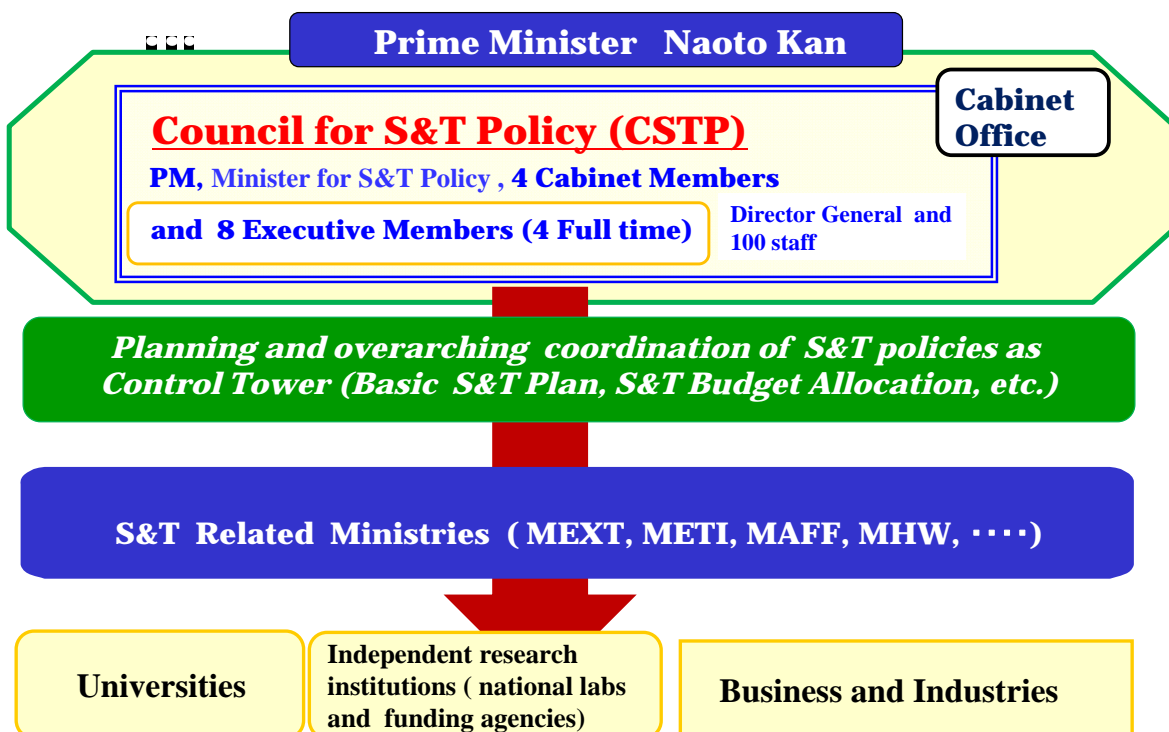 Prime Minister Naoto Kan
Cabinet
Office
Council for S&T Policy (CSTP)
PM, Minister for S&T Policy , 4 Cabinet Members
and 8 Executive Members (4 Full time)
Director General and
100 staff
Planning and overarching coordination of S&T policies as
Control Tower (Basic S&T Plan, S&T Budget Allocation, etc.)
S&T Related Ministries ( MEXT, METI, MAFF, MHW, ････)
Universities
Independent research
institutions ( national labs
and funding agencies)
Business and Industries